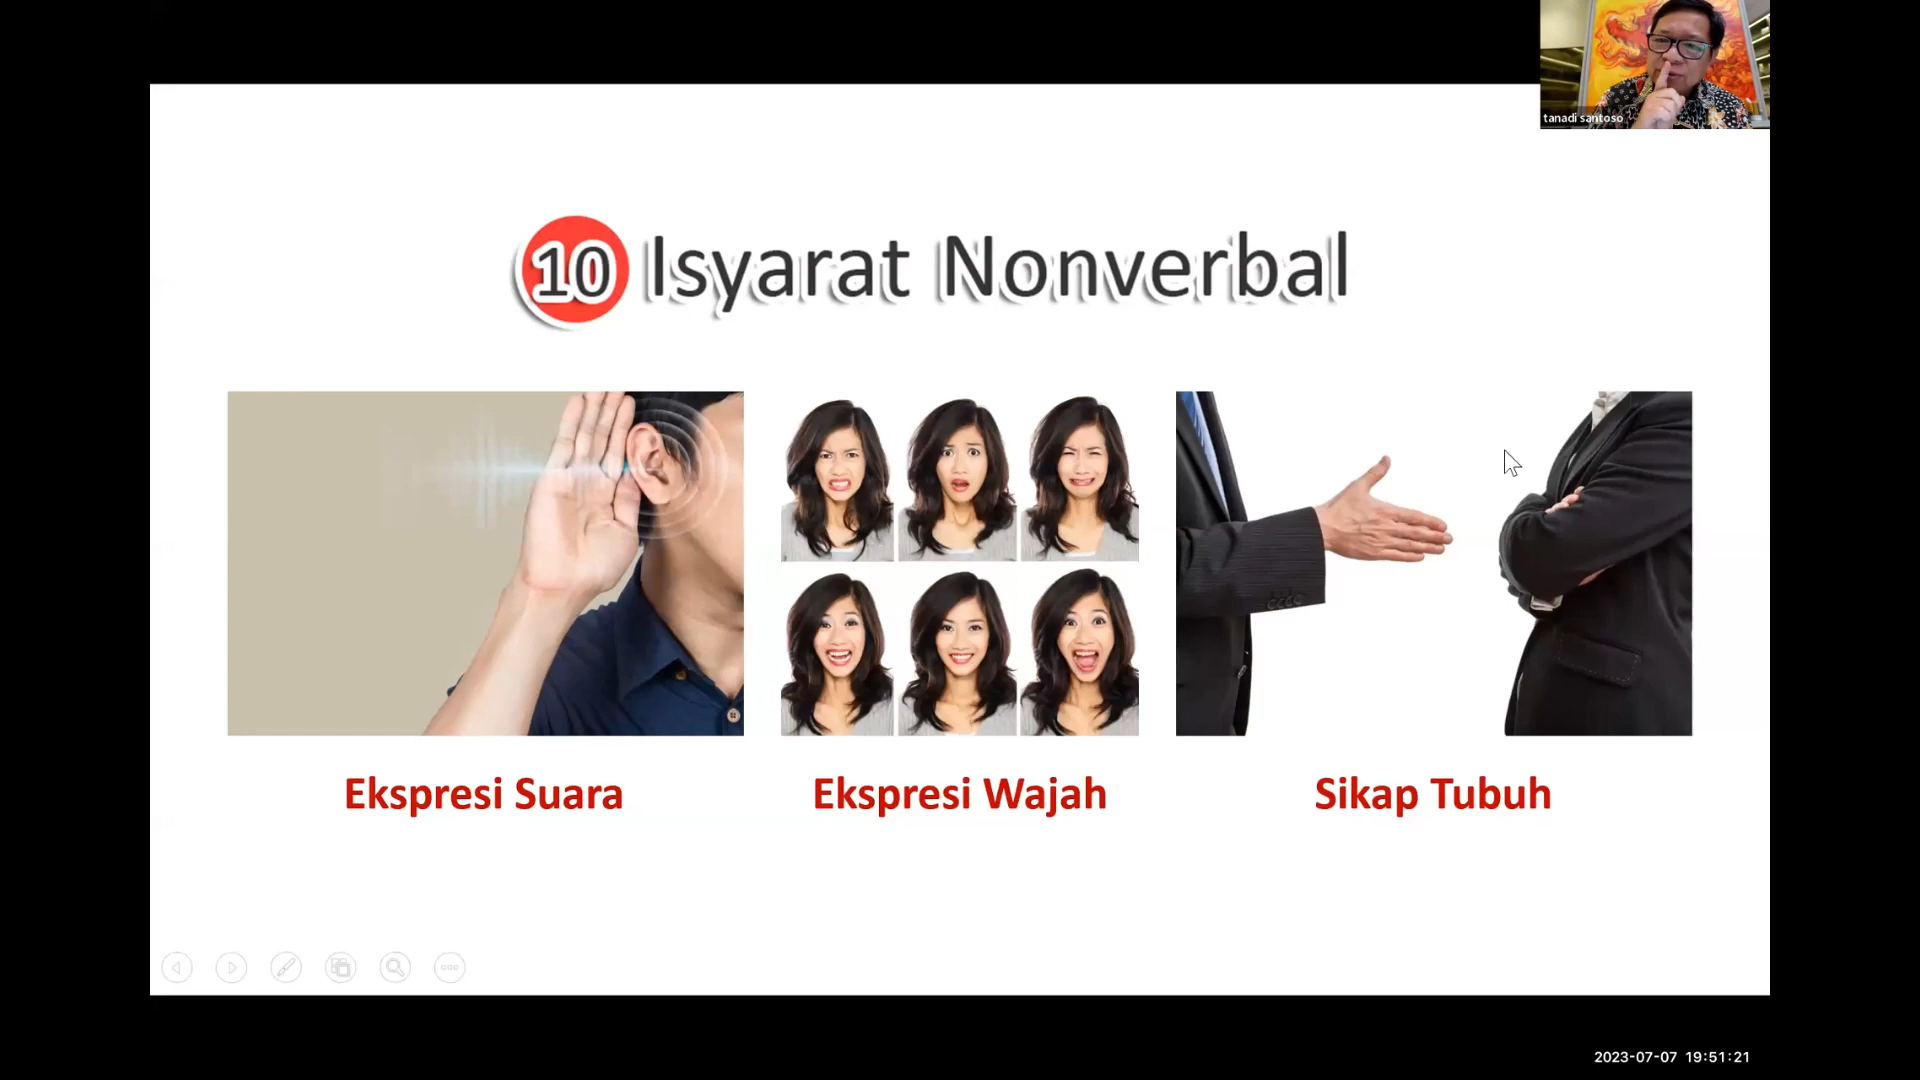 tanadi santoso
10 Isyarat Nonverbal
Ekspresi Suara
Ekspresi Wajah
Sikap Tubuh
2023-07-07 19:51:21